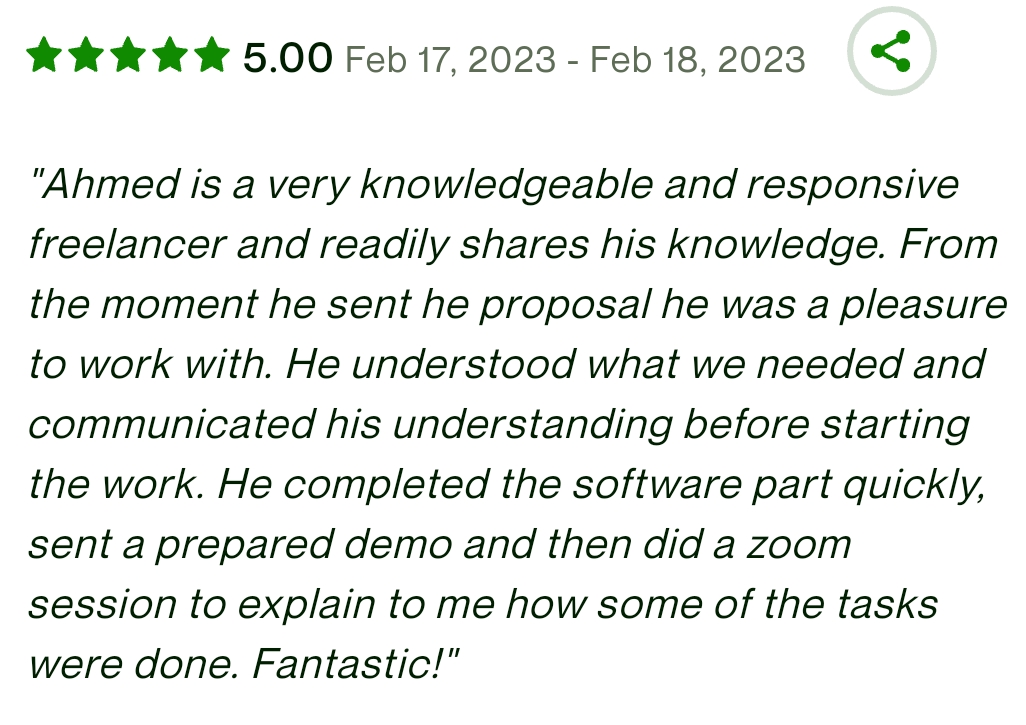 5.00 Feb 17, 2023 - Feb 18, 2023
"Ahmed is a very knowledgeable and responsive
freelancer and readily shares his knowledge. From
the moment he sent he proposal he was a pleasure
to work with. He understood what we needed and
communicated his understanding before starting
the work. He completed the software part quickly,
sent a prepared demo and then did a zoom
session to explain to me how some of the tasks
were done. Fantastic!"